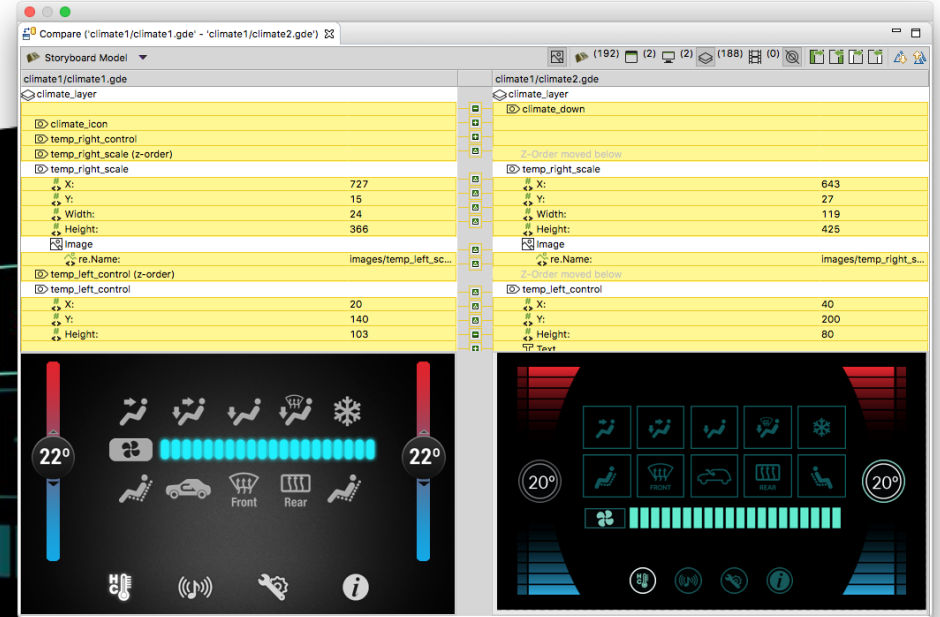 Compare ('climate1/climate1.gde' - 'climate1/climate2.gde')
Storyboard Model (192) (2) (2) (188) (0)
climate1/climate1.gde climate1/climate2.gde
climate_layer climate_layer
climate_down
climate_icon
temp_right_control
temp_right_scale (z-order) Z-Order moved below
temp_right_scale temp_right_scale
X: 727 X: 643
Y: 15 Y: 27
Width: 24 Width: 119
Height: 366 Height: 425
Image Image
re.Name: images/temp_left_sc... re.Name: images/temp_right_s...
temp_left_control (z-order) Z-Order moved below
temp_left_control temp_left_control
X: 20 X: 40
Y: 140 Y: 200
Height: 103 Height: 80
Text
22° 22°
Front Rear
H C i
20° 20°
FRONT REAR
H C i